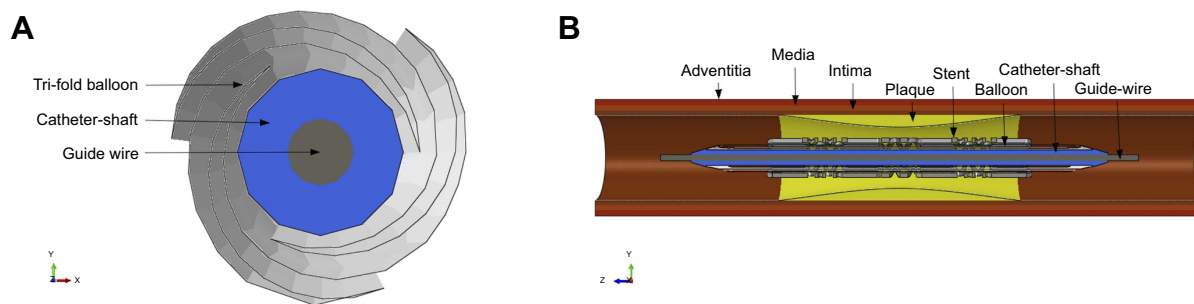 A
Tri-fold balloon
Catheter-shaft
Guide wire
Y
Z
X
B
Adventitia
Media
Intima
Plaque
Stent
Balloon
Catheter-shaft
Guide-wire
Y
Z
X